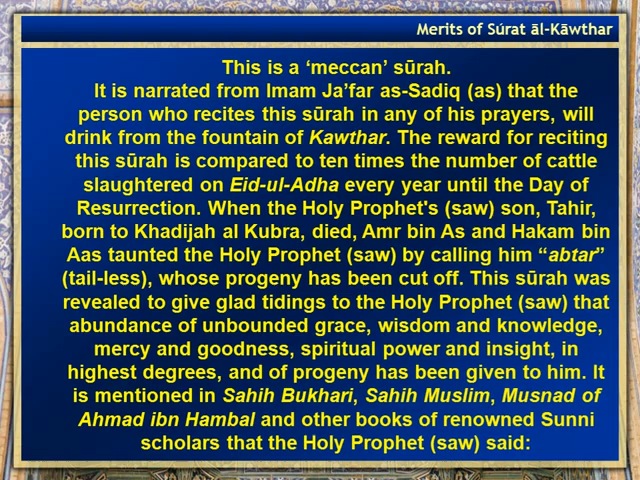 Merits of Súrat āl-Kāwthar
This is a ‘meccan’ sūrah.
It is narrated from Imam Ja’far as-Sadiq (as) that the
person who recites this sūrah in any of his prayers, will
drink from the fountain of Kawthar. The reward for reciting
this sūrah is compared to ten times the number of cattle
slaughtered on Eid-ul-Adha every year until the Day of
Resurrection. When the Holy Prophet's (saw) son, Tahir,
born to Khadijah al Kubra, died, Amr bin As and Hakam bin
Aas taunted the Holy Prophet (saw) by calling him “abtar”
(tail-less), whose progeny has been cut off. This sūrah was
revealed to give glad tidings to the Holy Prophet (saw) that
abundance of unbounded grace, wisdom and knowledge,
mercy and goodness, spiritual power and insight, in
highest degrees, and of progeny has been given to him. It
is mentioned in Sahih Bukhari, Sahih Muslim, Musnad of
Ahmad ibn Hambal and other books of renowned Sunni
scholars that the Holy Prophet (saw) said: